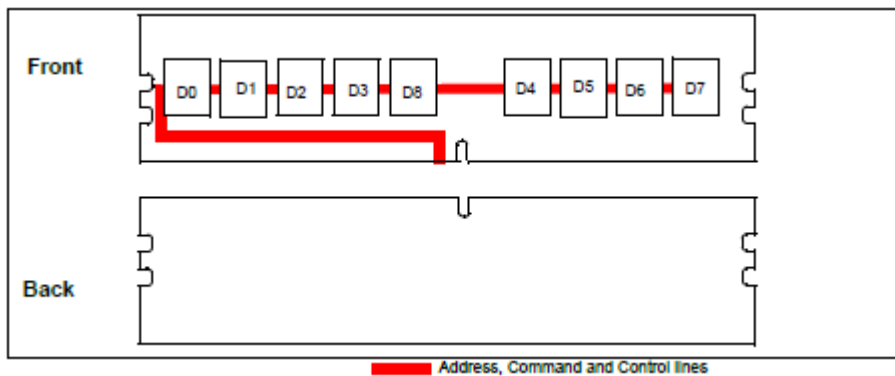 Front
D0 D1 D2 D3 D8 D4 D5 D6 D7
Back
Address, Command and Control lines